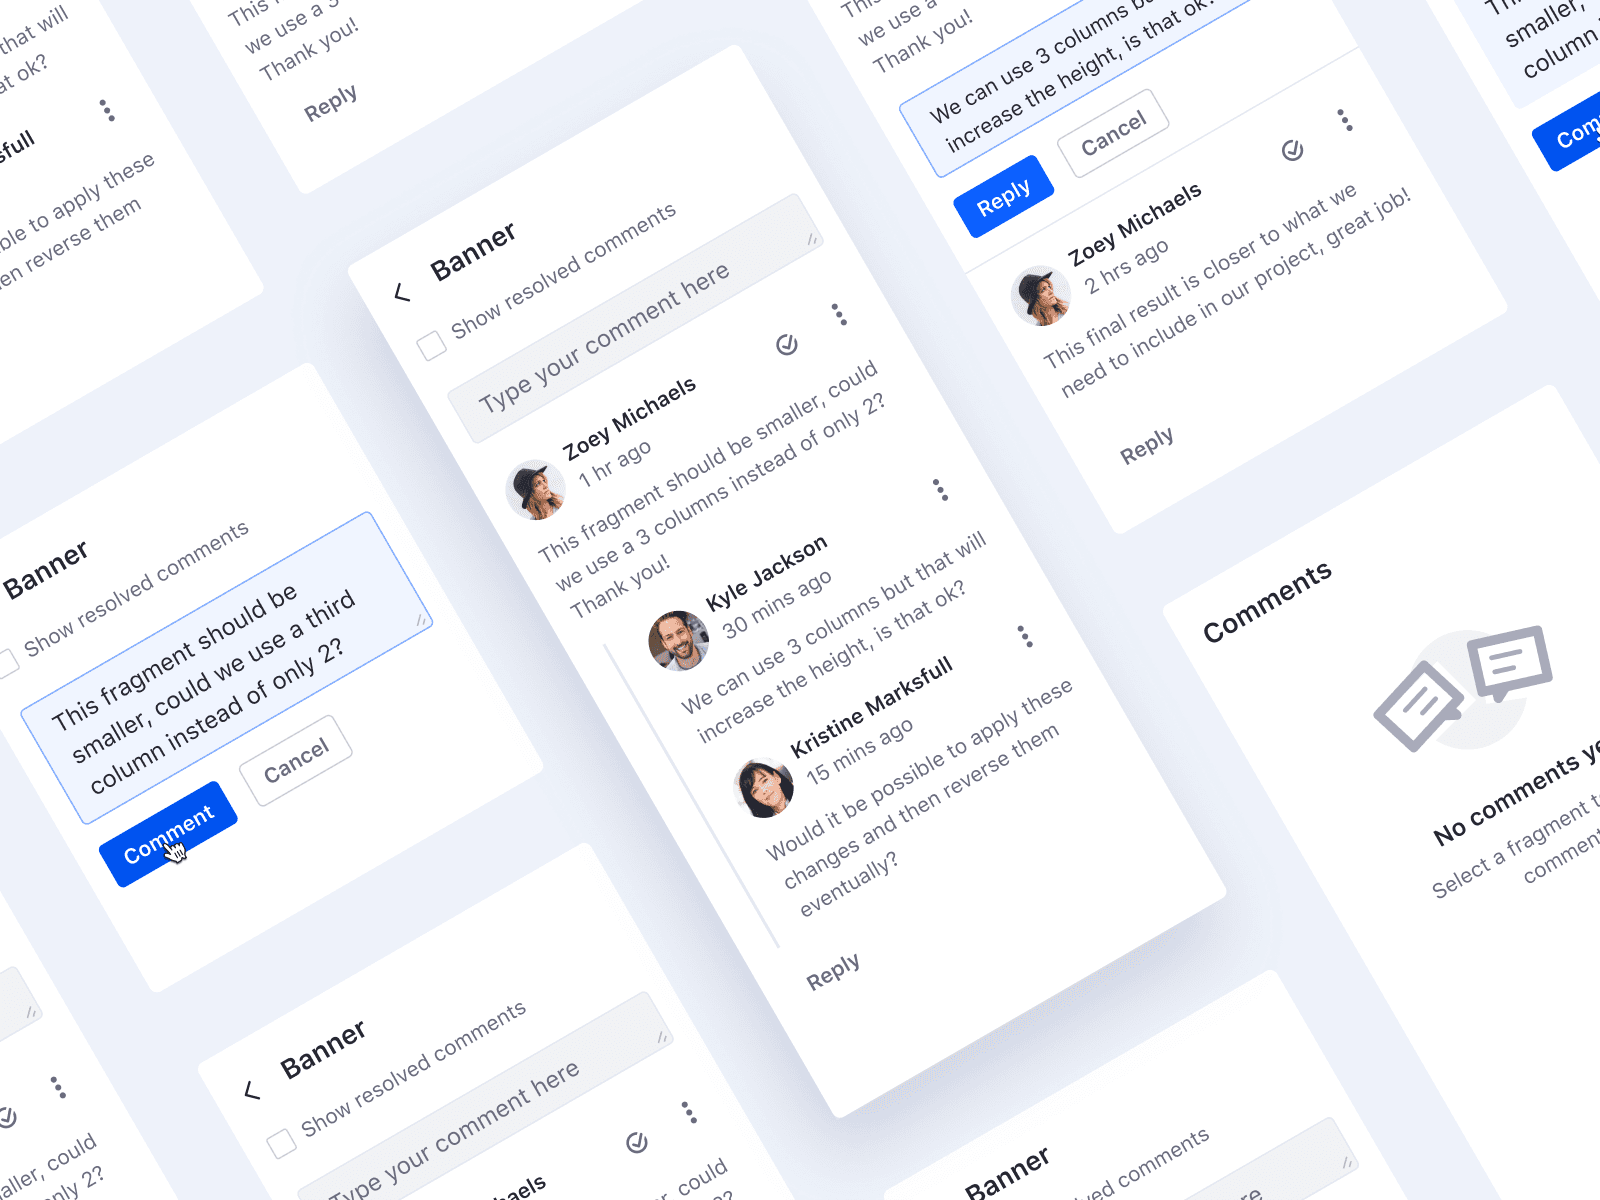 that will
at ok?
sfull
ble to apply these
en reverse them
we use a 3
Thank you!
Reply
Banner
Show resolved comments
This fragment should be
smaller, could we use a third
column instead of only 2?
Comment
Cancel
Banner
Show resolved comments
Type your comment here
Zoey Michaels
1 hr ago
This fragment should be smaller, could
we use a 3 columns instead of only 2?
Thank you!
Kyle Jackson
30 mins ago
We can use 3 columns but that will
increase the height, is that ok?
Kristine Marksfull
15 mins ago
Would it be possible to apply these
changes and then reverse them
eventually?
Reply
we use a
Thank you!
We can use 3 columns bu
increase the height, is that ok?
Reply
Cancel
Zoey Michaels
2 hrs ago
This final result is closer to what we
need to include in our project, great job!
Reply
smaller,
column
Com
Comments
No comments ye
Select a fragment to
comment
smaller, could
only 2?
Banner
Show resolved comments
Type your comment here
haels
r, could
Banner
ed comments
ere